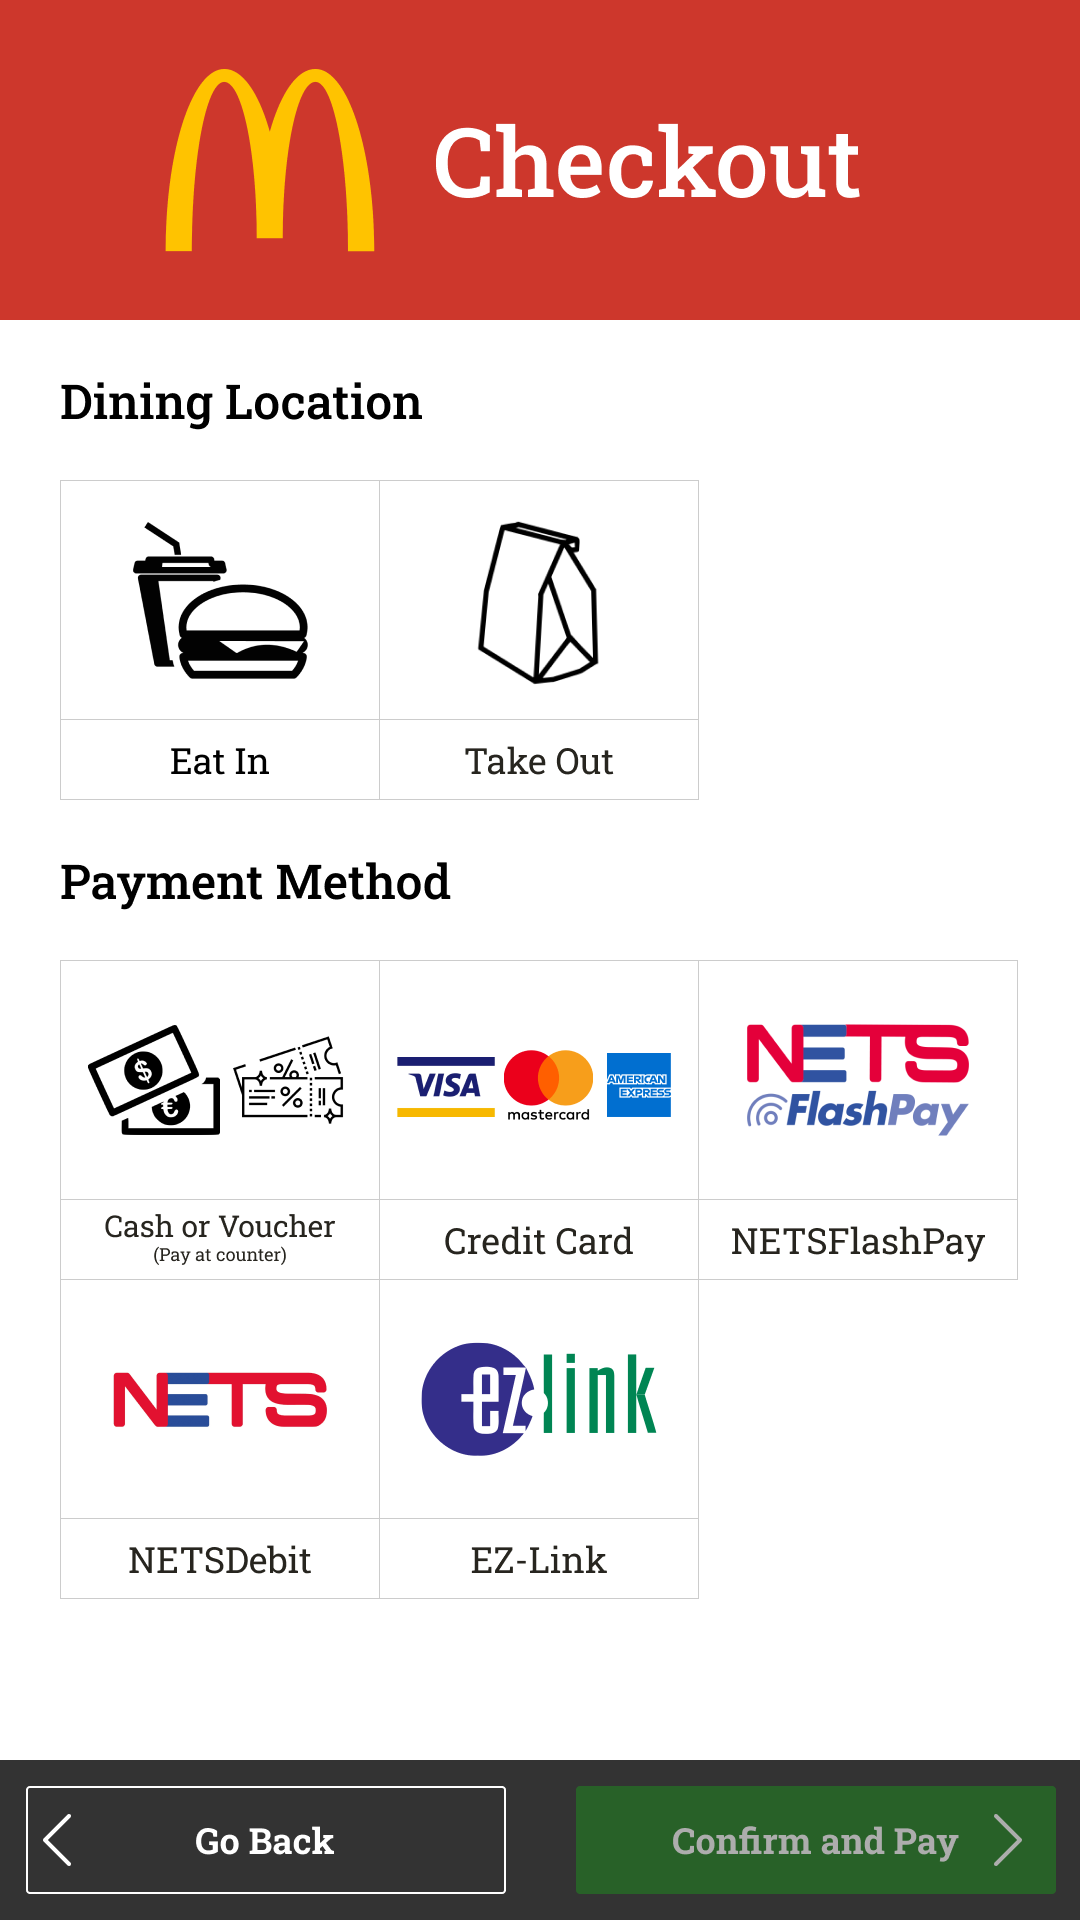 Checkout
Dining Location
Eat In
Take Out
Payment Method
$
€
%
%
VISA
mastercard
AMERICAN
EXPRESS
NETS
FlashPay
Cash or Voucher
(Pay at counter)
Credit Card
NETSFlashPay
NETS
ez-link
NETSDebit
EZ-Link
Go Back
Confirm and Pay